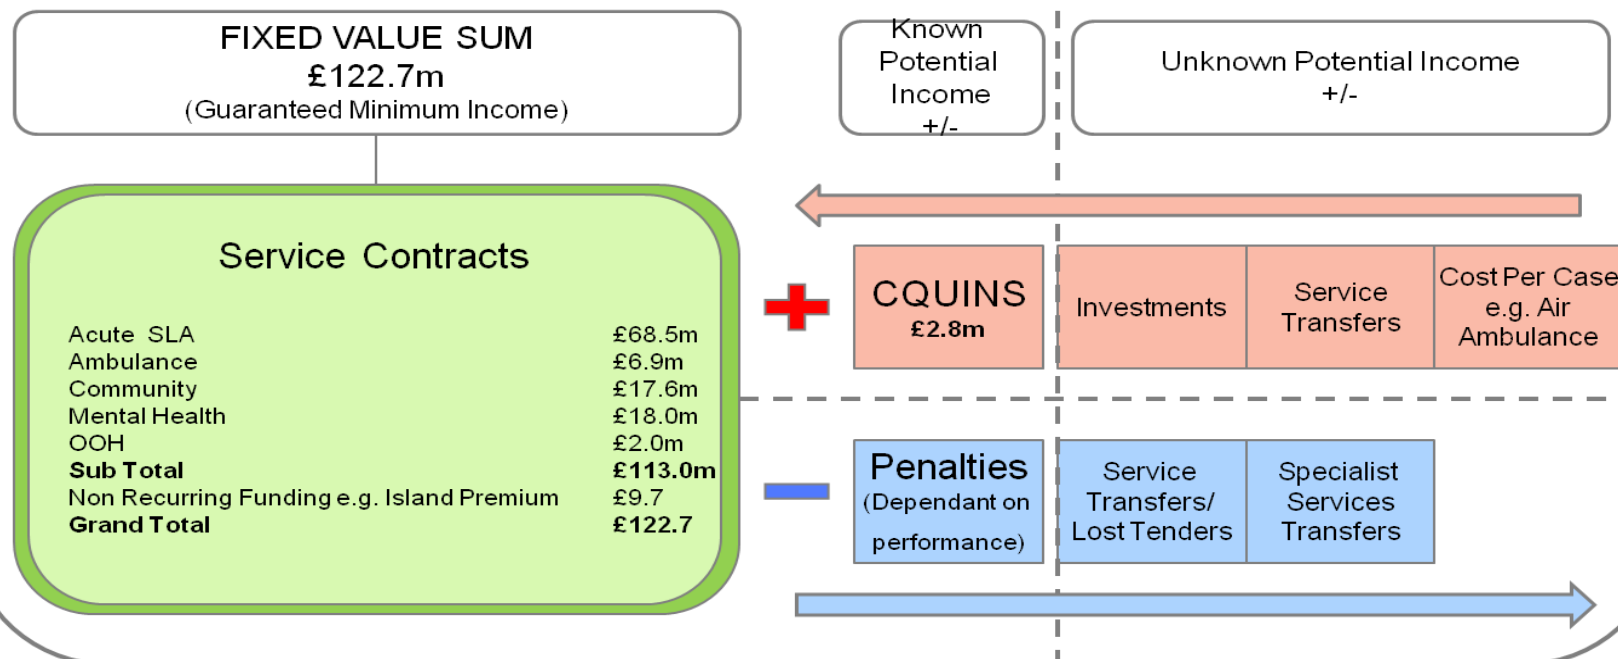 FIXED VALUE SUM
£122.7m
(Guaranteed Minimum Income)
Known
Potential
Income
+/-
Unknown Potential Income
+/-
Service Contracts
Acute SLA £68.5m
Ambulance £6.9m
Community £17.6m
Mental Health £18.0m
OOH £2.0m
Sub Total £113.0m
Non Recurring Funding e.g. Island Premium £9.7
Grand Total £122.7
CQUINS
£2.8m
Investments
Service
Transfers
Cost Per Case
e.g. Air
Ambulance
Penalties
(Dependant on
performance)
Service
Transfers/
Lost Tenders
Specialist
Services
Transfers